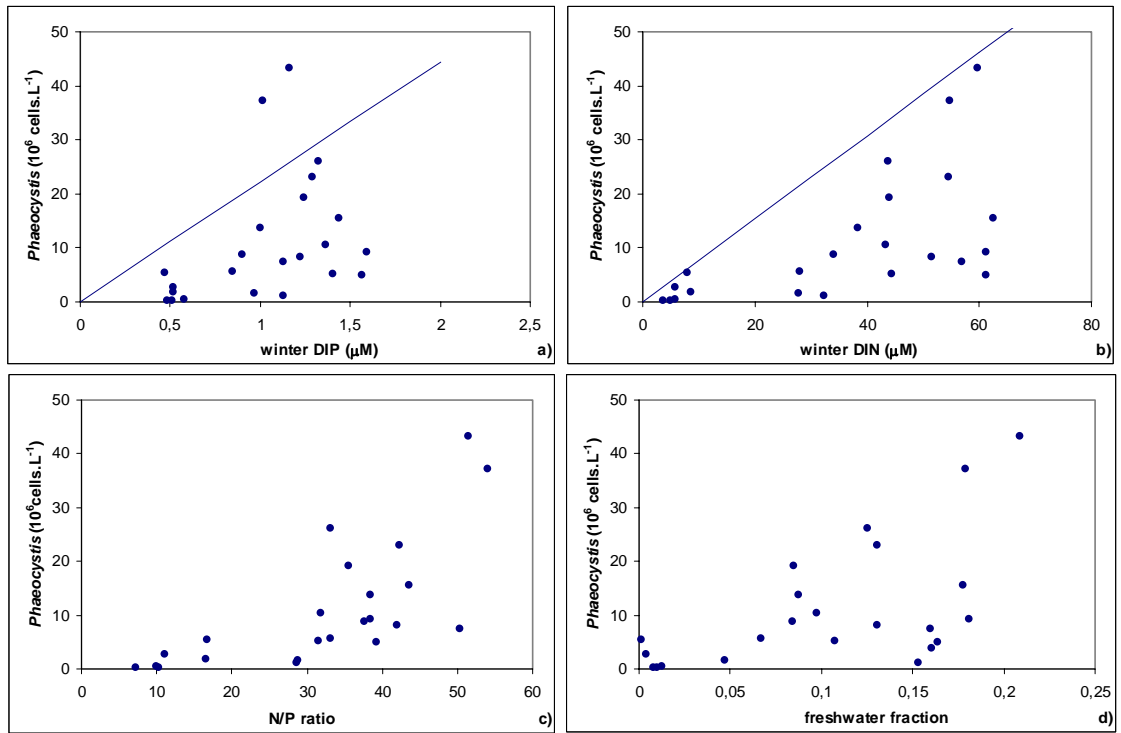 50
40
30
20
10
0
Phaeocystis (10⁶ cells.L⁻¹)
0 0,5 1 1,5 2 2,5
winter DIP (µM) a)
50
40
30
20
10
0
Phaeocystis (10⁶ cells.L⁻¹)
0 20 40 60 80
winter DIN (µM) b)
50
40
30
20
10
0
Phaeocystis (10⁶cells.L⁻¹)
0 10 20 30 40 50 60
N/P ratio c)
50
40
30
20
10
0
Phaeocystis (10⁶ cells.L⁻¹)
0 0,05 0,1 0,15 0,2 0,25
freshwater fraction d)